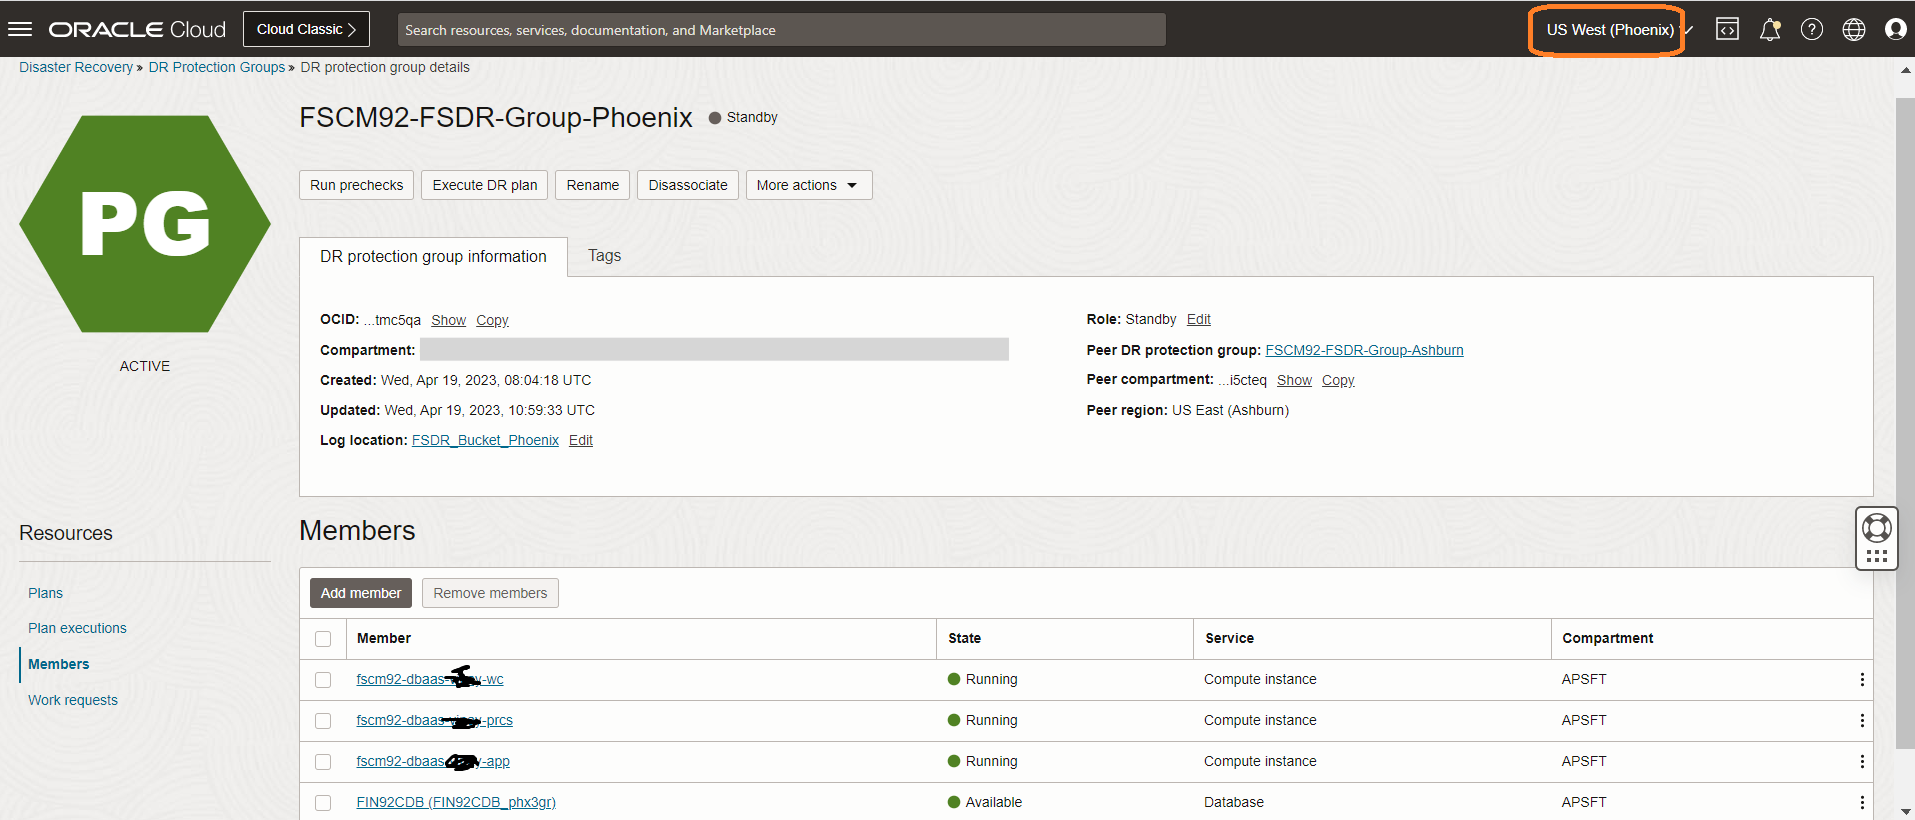 ORACLE Cloud
Cloud Classic
Search resources, services, documentation, and Marketplace
US West (Phoenix)
Disaster Recovery » DR Protection Groups » DR protection group details
PG
ACTIVE
FSCM92-FSDR-Group-Phoenix
Standby
Run prechecks
Execute DR plan
Rename
Disassociate
More actions
DR protection group information
Tags
OCID: ...tmc5qa Show Copy
Compartment:
Created: Wed, Apr 19, 2023, 08:04:18 UTC
Updated: Wed, Apr 19, 2023, 10:59:33 UTC
Log location: FSDR_Bucket_Phoenix Edit
Role: Standby Edit
Peer DR protection group: FSCM92-FSDR-Group-Ashburn
Peer compartment: ...i5cteq Show Copy
Peer region: US East (Ashburn)
Resources
Plans
Plan executions
Members
Work requests
Members
Add member
Remove members
Member State Service Compartment
fscm92-dbaas- y-wc Running Compute instance APSFT
fscm92-dbaas- y-prcs Running Compute instance APSFT
fscm92-dbaas- y-app Running Compute instance APSFT
FIN92CDB (FIN92CDB_phx3gr) Available Database APSFT